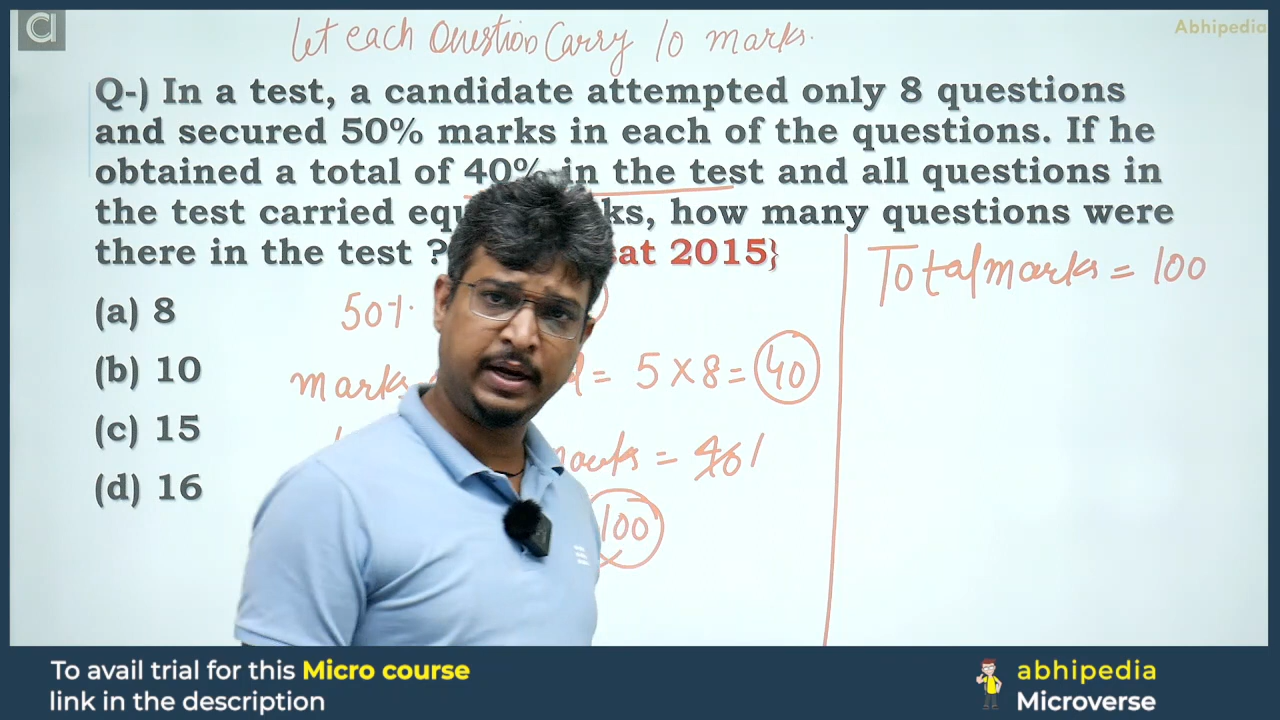 let each Question Carry 10 marks.
Abhipedia
Q-) In a test, a candidate attempted only 8 questions
and secured 50% marks in each of the questions. If he
obtained a total of 40% in the test and all questions in
the test carried equ ks, how many questions were
there in the test ? at 2015}
Total marks = 100
(a) 8
50%
(b) 10
marks = 5 × 8 = 40
(c) 15
marks =
(d) 16
100
To avail trial for this Micro course
link in the description
abhipedia
Microverse